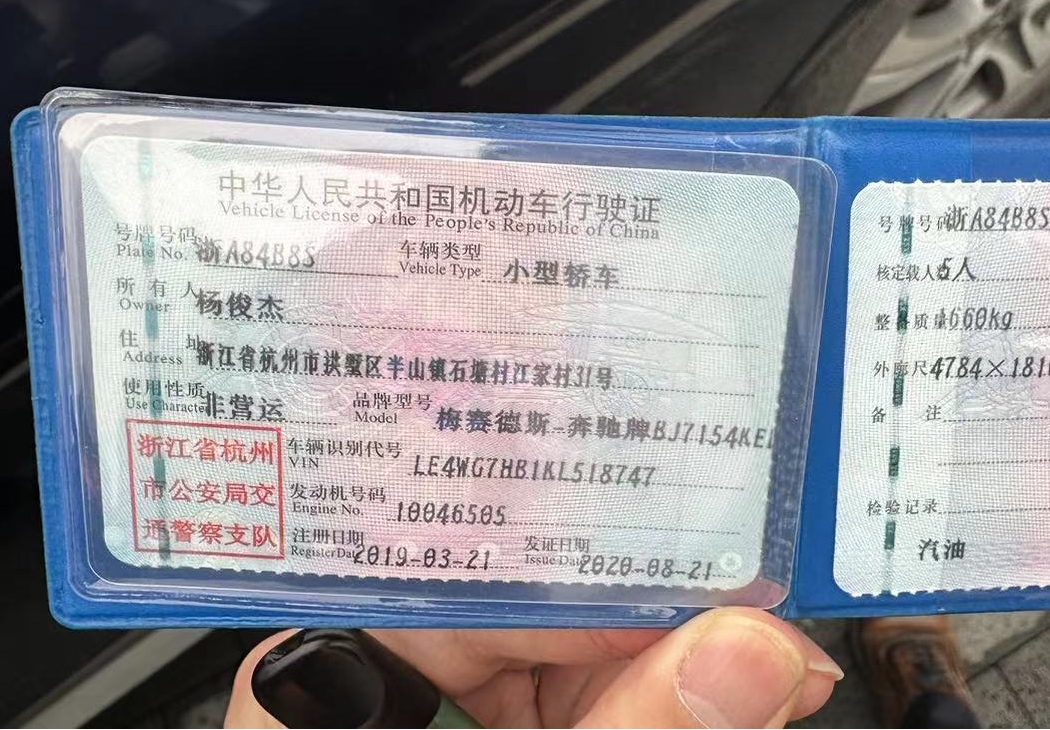 中华人民共和国机动车行驶证
Vehicle License of the People's Republic of China
号牌号码 浙A84B8S 车辆类型 小型轿车
Plate No. Vehicle Type
所有人 杨俊杰
Owner
住址 浙江省杭州市拱墅区半山镇石塘村江家村31号
Address
使用性质 非营运 品牌型号 梅赛德斯-奔驰牌BJ7154KEL
Use Character Model
浙江省杭州
市公安局交
通警察支队
车辆识别代号 LE4WG7HB1KL518747
VIN
发动机号码 10046505
Engine No.
注册日期 2019-03-21 发证日期 2020-08-21
Register Date Issue Date
号牌号码 浙A84B8S
核定载人数 5人
整备质量 1660kg
外廓尺 4784×181
备注
检验记录
汽油